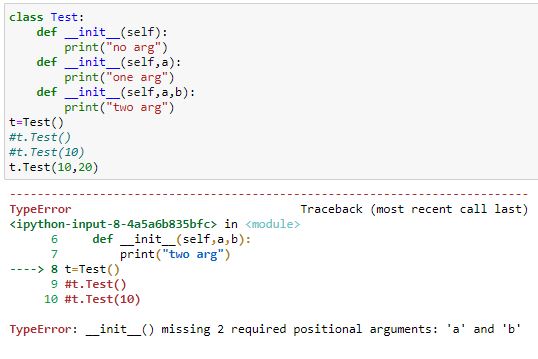 class Test:
    def __init__(self):
        print("no arg")
    def __init__(self,a):
        print("one arg")
    def __init__(self,a,b):
        print("two arg")
t=Test()
#t.Test()
#t.Test(10)
t.Test(10,20)
---------------------------------------------------------------------------
TypeError                                 Traceback (most recent call last)
<ipython-input-8-4a5a6b835bfc> in <module>
      6     def __init__(self,a,b):
      7         print("two arg")
----> 8 t=Test()
      9 #t.Test()
     10 #t.Test(10)
TypeError: __init__() missing 2 required positional arguments: 'a' and 'b'